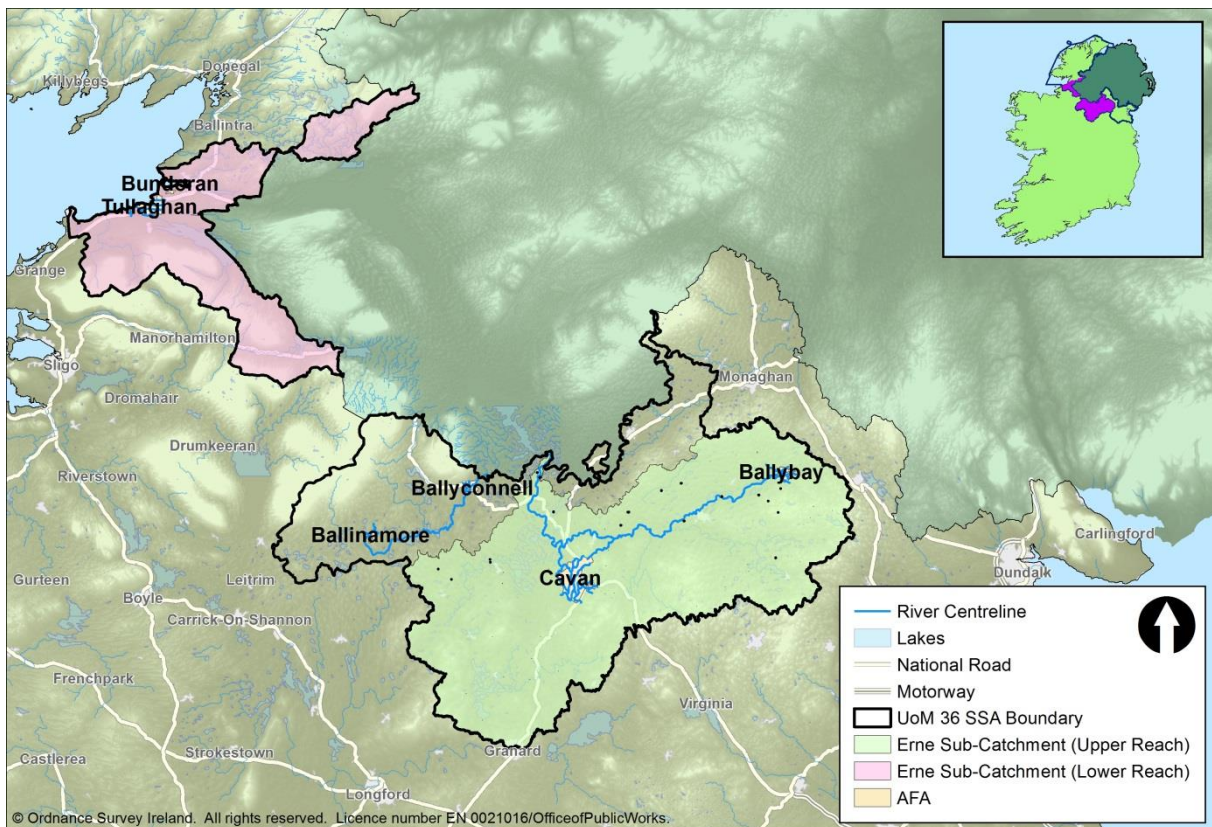 Donegal
Killybegs
Ballintra
Bundoran
Tullaghan
Grange
Manorhamilton
Sligo
Dromahair
Monaghan
Drumkeeran
Riverstown
Ballyconnell
Ballybay
Ballinamore
Carlingford
Gurteen
Leitrim
Cavan
Dundalk
Boyle
Carrick-On-Shannon
Frenchpark
Virginia
Strokestown
Granard
Castlerea
Longford
River Centreline
Lakes
National Road
Motorway
UoM 36 SSA Boundary
Erne Sub-Catchment (Upper Reach)
Erne Sub-Catchment (Lower Reach)
AFA
© Ordnance Survey Ireland. All rights reserved. Licence number EN 0021016/OfficeofPublicWorks.